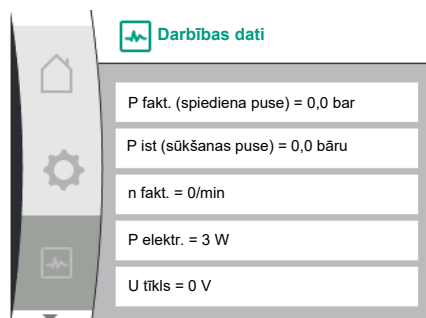 Darbības dati
P fakt. (spiediena puse) = 0,0 bar
P ist (sūkšanas puse) = 0,0 bāru
n fakt. = 0/min
P elektr. = 3 W
U tīkls = 0 V